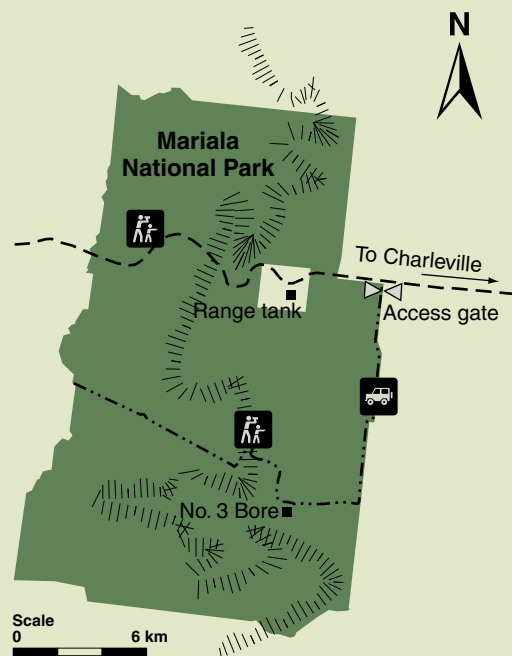 N
Mariala
National Park
To Charleville
Range tank
Access gate
No. 3 Bore
Scale
0 6 km